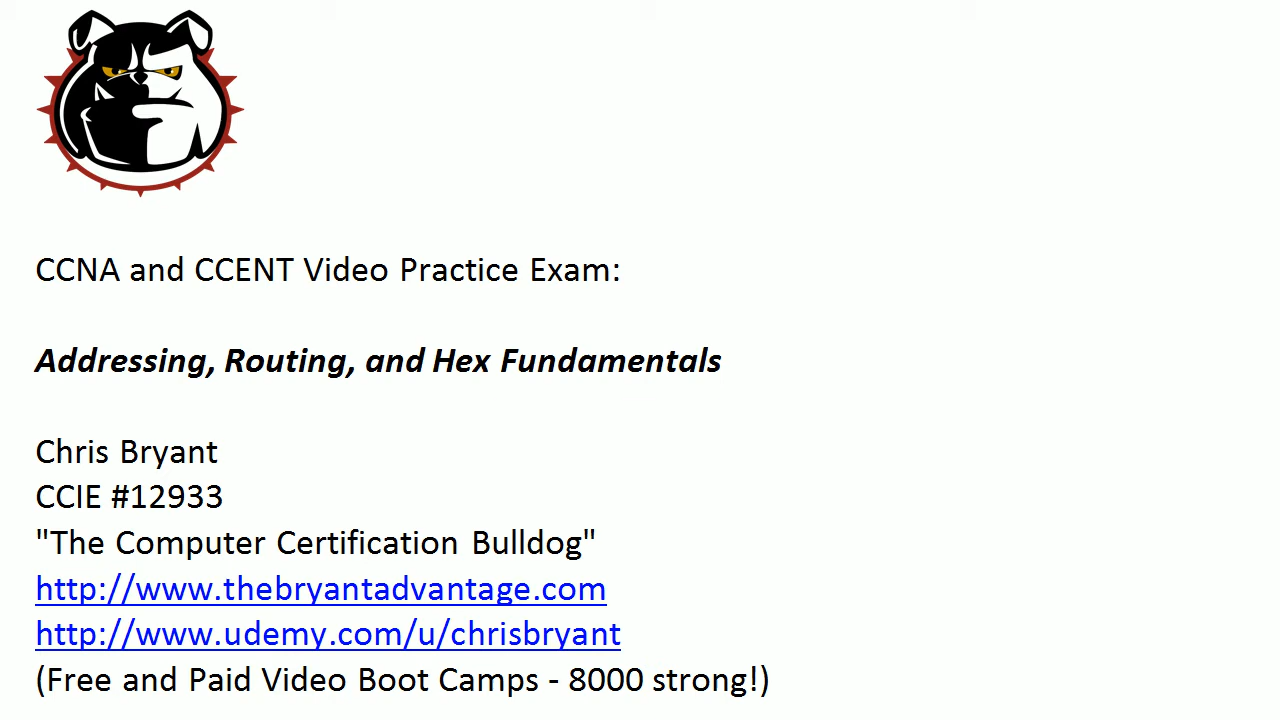 CCNA and CCENT Video Practice Exam:
Addressing, Routing, and Hex Fundamentals
Chris Bryant
CCIE #12933
"The Computer Certification Bulldog"
http://www.thebryantadvantage.com
http://www.udemy.com/u/chrisbryant
(Free and Paid Video Boot Camps - 8000 strong!)